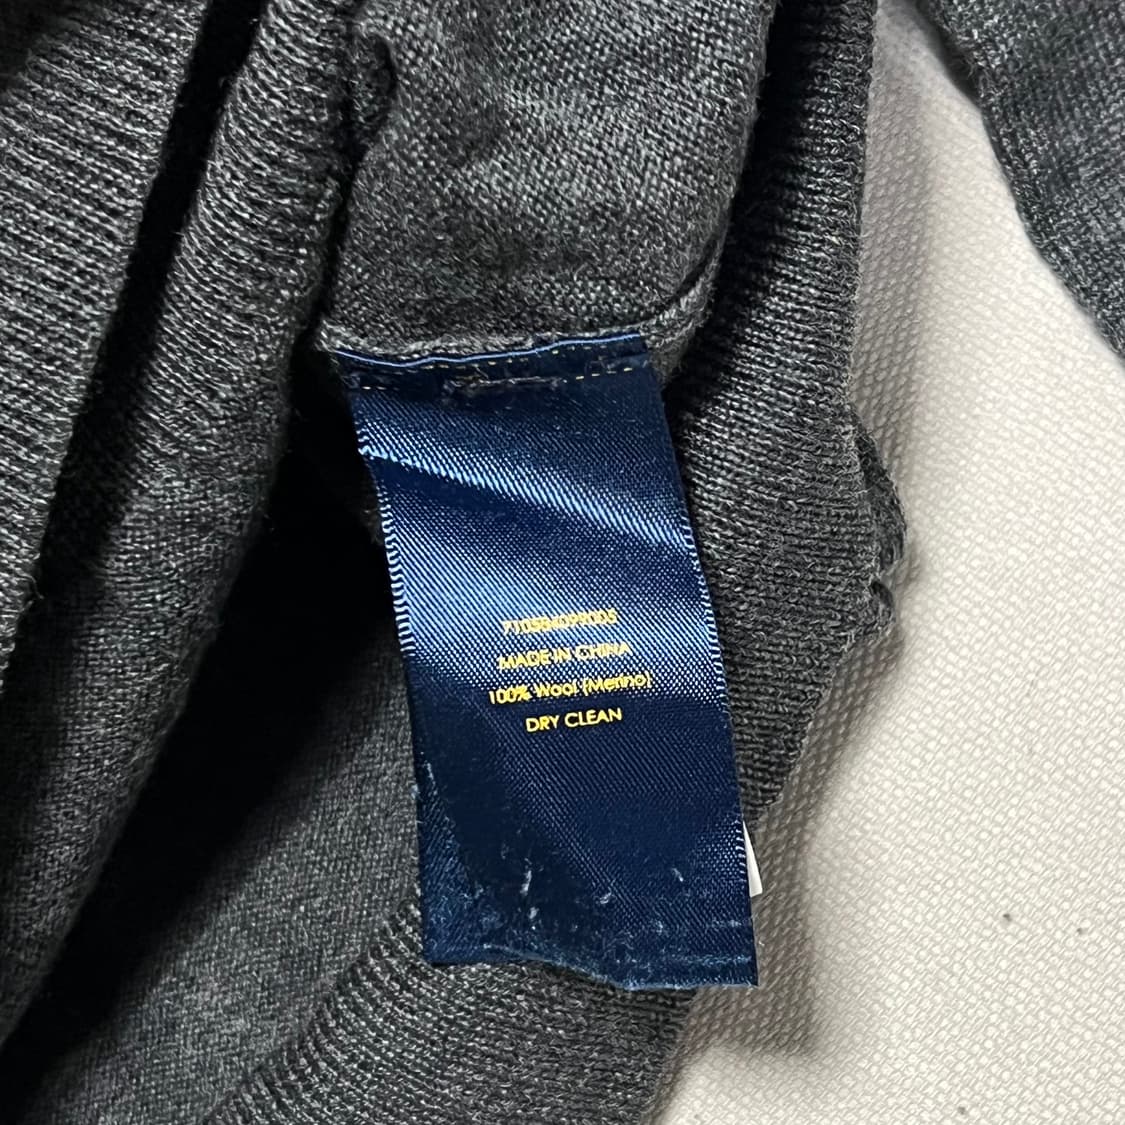 710584099005
MADE IN CHINA
100% Wool (Merino)
DRY CLEAN